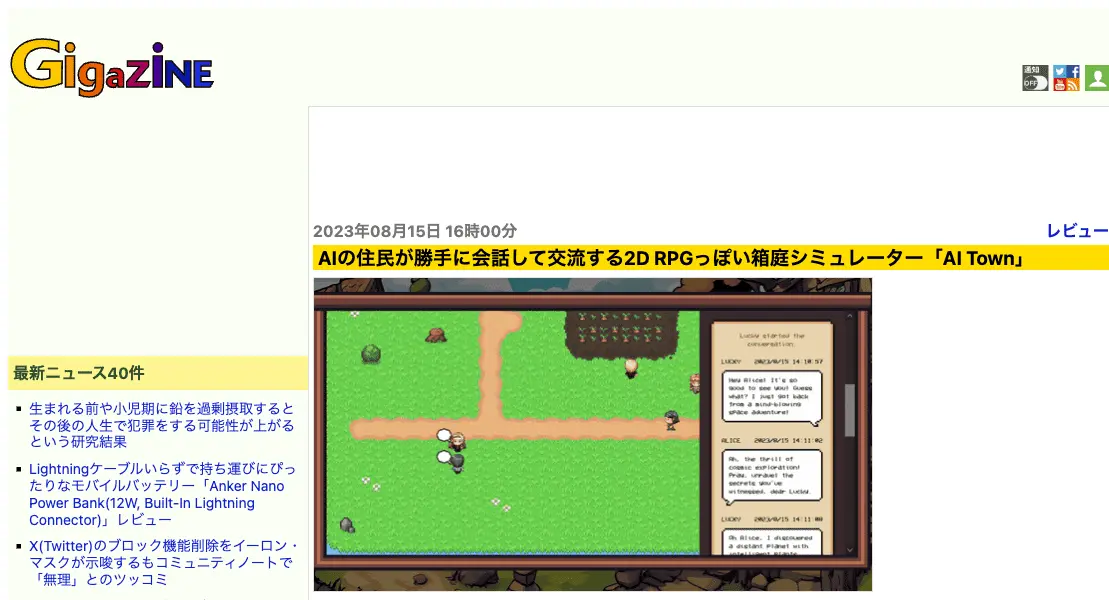 GIGAZINE
通知
OFF
2023年08月15日 16時00分
レビュー
AIの住民が勝手に会話して交流する2D RPGっぽい箱庭シミュレーター「AI Town」
Lucky started the
conversation.
LUCKY 2023/8/15 14:10:57
Hey Alice! It's so
good to see you! Guess
what? I just got back
from a mind-blowing
space adventure!
ALICE 2023/8/15 14:11:02
Ah, the thrill of
cosmic exploration!
Pray, unravel the
secrets you've
witnessed, dear Lucky.
LUCKY 2023/8/15 14:11:08
Oh Alice, I discovered
a distant planet with
intelligent plants
最新ニュース40件
生まれる前や小児期に鉛を過剰摂取すると
その後の人生で犯罪をする可能性が上がる
という研究結果
Lightningケーブルいらずで持ち運びにぴっ
たりなモバイルバッテリー「Anker Nano
Power Bank(12W, Built-In Lightning
Connector)」レビュー
X(Twitter)のブロック機能削除をイーロン・
マスクが示唆するもコミュニティノートで
「無理」とのツッコミ